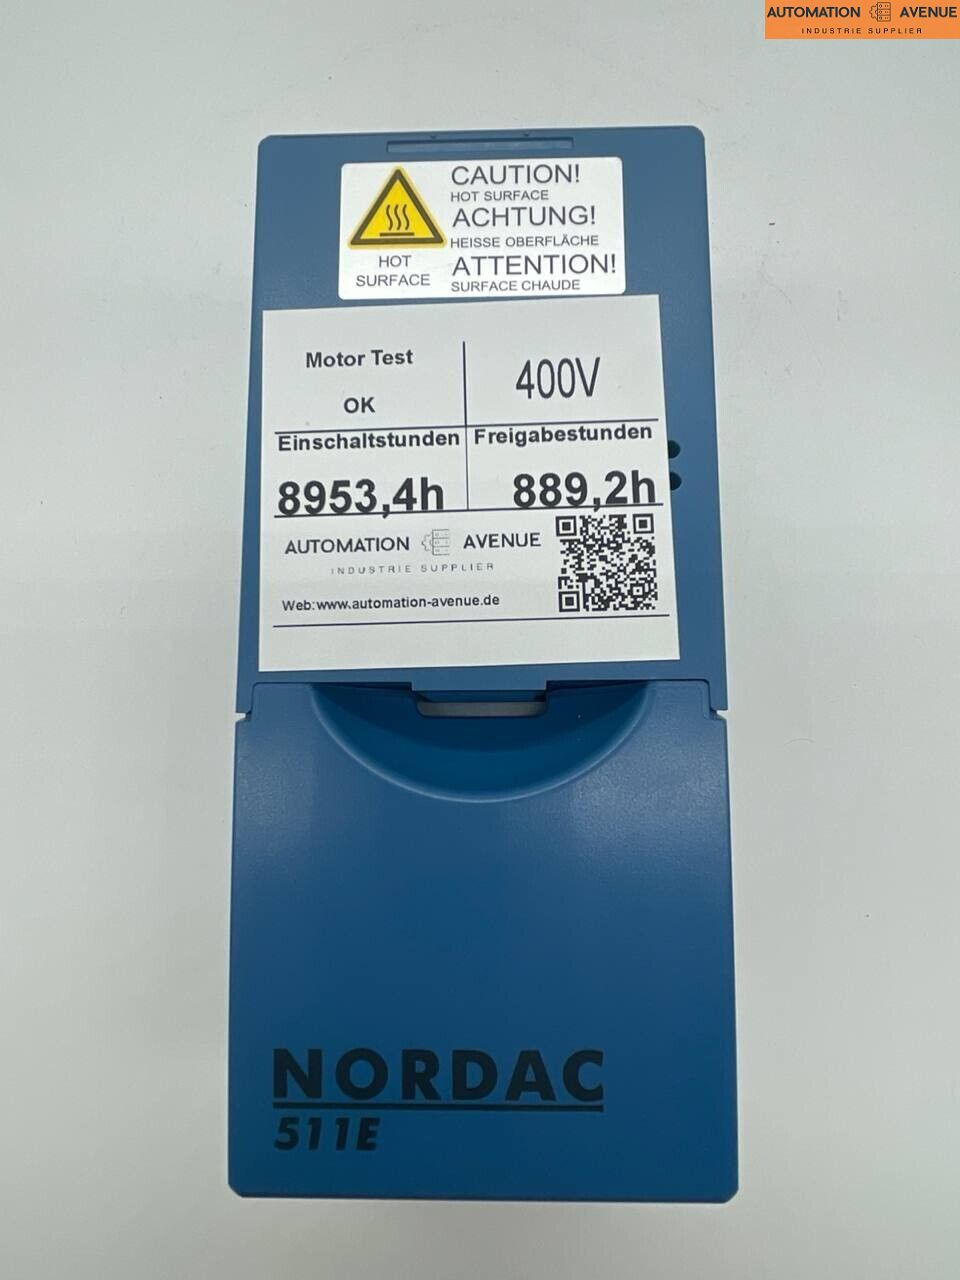 AUTOMATION AVENUE
INDUSTRIE SUPPLIER
CAUTION!
HOT SURFACE
ACHTUNG!
HEISSE OBERFLÄCHE
ATTENTION!
SURFACE CHAUDE
HOT
SURFACE
Motor Test
OK
400V
Einschaltstunden
8953,4h
Freigabestunden
889,2h
AUTOMATION AVENUE
INDUSTRIE SUPPLIER
Web:www.automation-avenue.de
NORDAC
511E